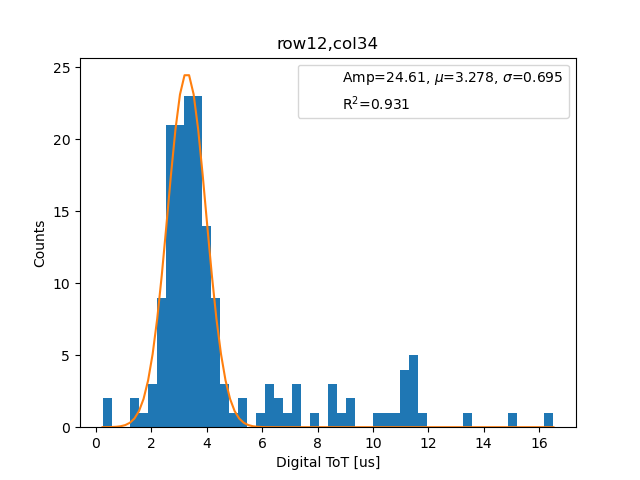 row12,col34
Amp=24.61, μ=3.278, σ=0.695
R²=0.931
25
20
15
10
5
0
Counts
0 2 4 6 8 10 12 14 16
Digital ToT [us]